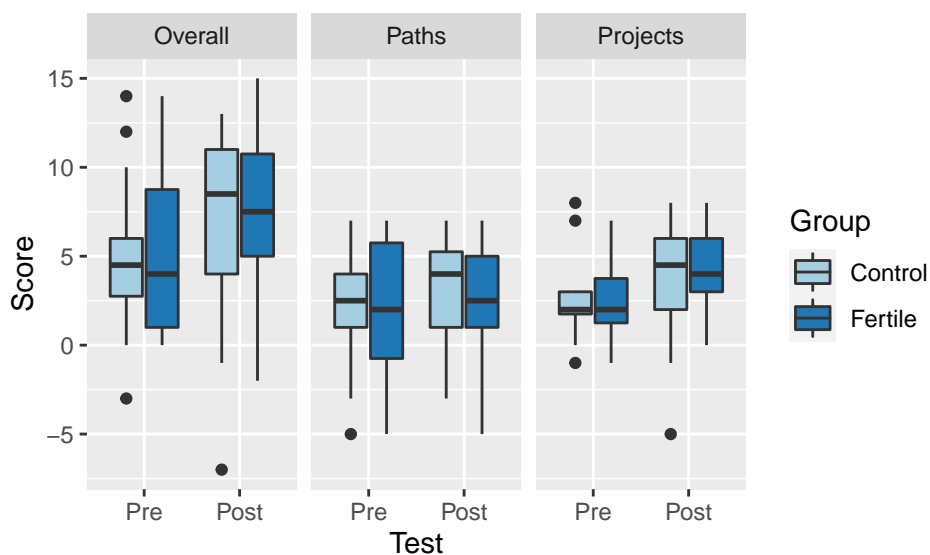 Overall Paths Projects
15
10
5
0
−5
Score
Pre Post Pre Post Pre Post
Test
Group
Control
Fertile